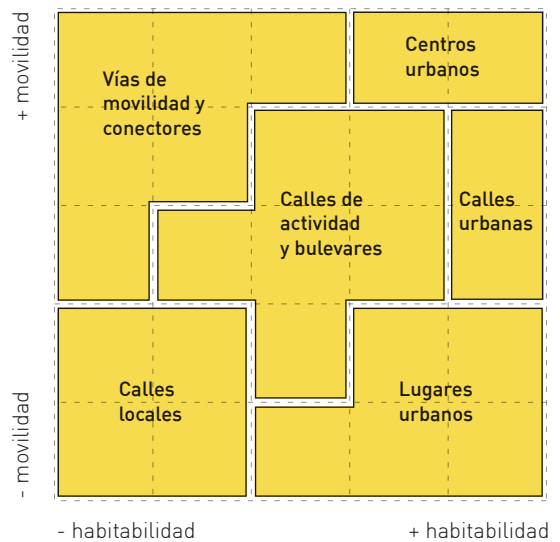 + movilidad
Centros
urbanos
Vías de
movilidad y
conectores
Calles de
actividad
y bulevares
Calles
urbanas
Calles
locales
Lugares
urbanos
- movilidad
- habitabilidad
+ habitabilidad